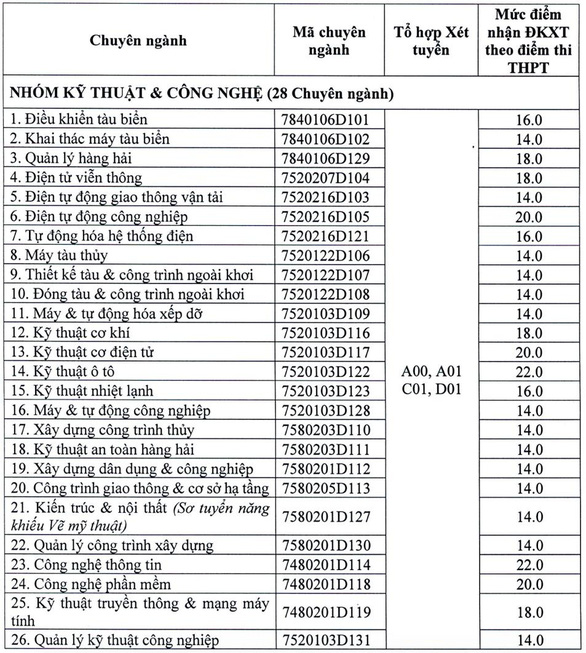 Chuyên ngành | Mã chuyên ngành | Tổ hợp Xét tuyển | Mức điểm nhận ĐKXT theo điểm thi THPT
NHÓM KỸ THUẬT & CÔNG NGHỆ (28 Chuyên ngành)
1. Điều khiển tàu biển | 7840106D101 | A00, A01 C01, D01 | 16.0
2. Khai thác máy tàu biển | 7840106D102 | 14.0
3. Quản lý hàng hải | 7840106D129 | 18.0
4. Điện tử viễn thông | 7520207D104 | 18.0
5. Điện tự động giao thông vận tải | 7520216D103 | 14.0
6. Điện tự động công nghiệp | 7520216D105 | 20.0
7. Tự động hóa hệ thống điện | 7520216D121 | 16.0
8. Máy tàu thủy | 7520122D106 | 14.0
9. Thiết kế tàu & công trình ngoài khơi | 7520122D107 | 14.0
10. Đóng tàu & công trình ngoài khơi | 7520122D108 | 14.0
11. Máy & tự động hóa xếp dỡ | 7520103D109 | 14.0
12. Kỹ thuật cơ khí | 7520103D116 | 18.0
13. Kỹ thuật cơ điện tử | 7520103D117 | 20.0
14. Kỹ thuật ô tô | 7520103D122 | 22.0
15. Kỹ thuật nhiệt lạnh | 7520103D123 | 16.0
16. Máy & tự động công nghiệp | 7520103D128 | 14.0
17. Xây dựng công trình thủy | 7580203D110 | 14.0
18. Kỹ thuật an toàn hàng hải | 7580203D111 | 14.0
19. Xây dựng dân dụng & công nghiệp | 7580201D112 | 14.0
20. Công trình giao thông & cơ sở hạ tầng | 7580205D113 | 14.0
21. Kiến trúc & nội thất (Sơ tuyển năng khiếu Vẽ mỹ thuật) | 7580201D127 | 14.0
22. Quản lý công trình xây dựng | 7580201D130 | 14.0
23. Công nghệ thông tin | 7480201D114 | 22.0
24. Công nghệ phần mềm | 7480201D118 | 20.0
25. Kỹ thuật truyền thông & mạng máy tính | 7480201D119 | 18.0
26. Quản lý kỹ thuật công nghiệp | 7520103D131 | 14.0